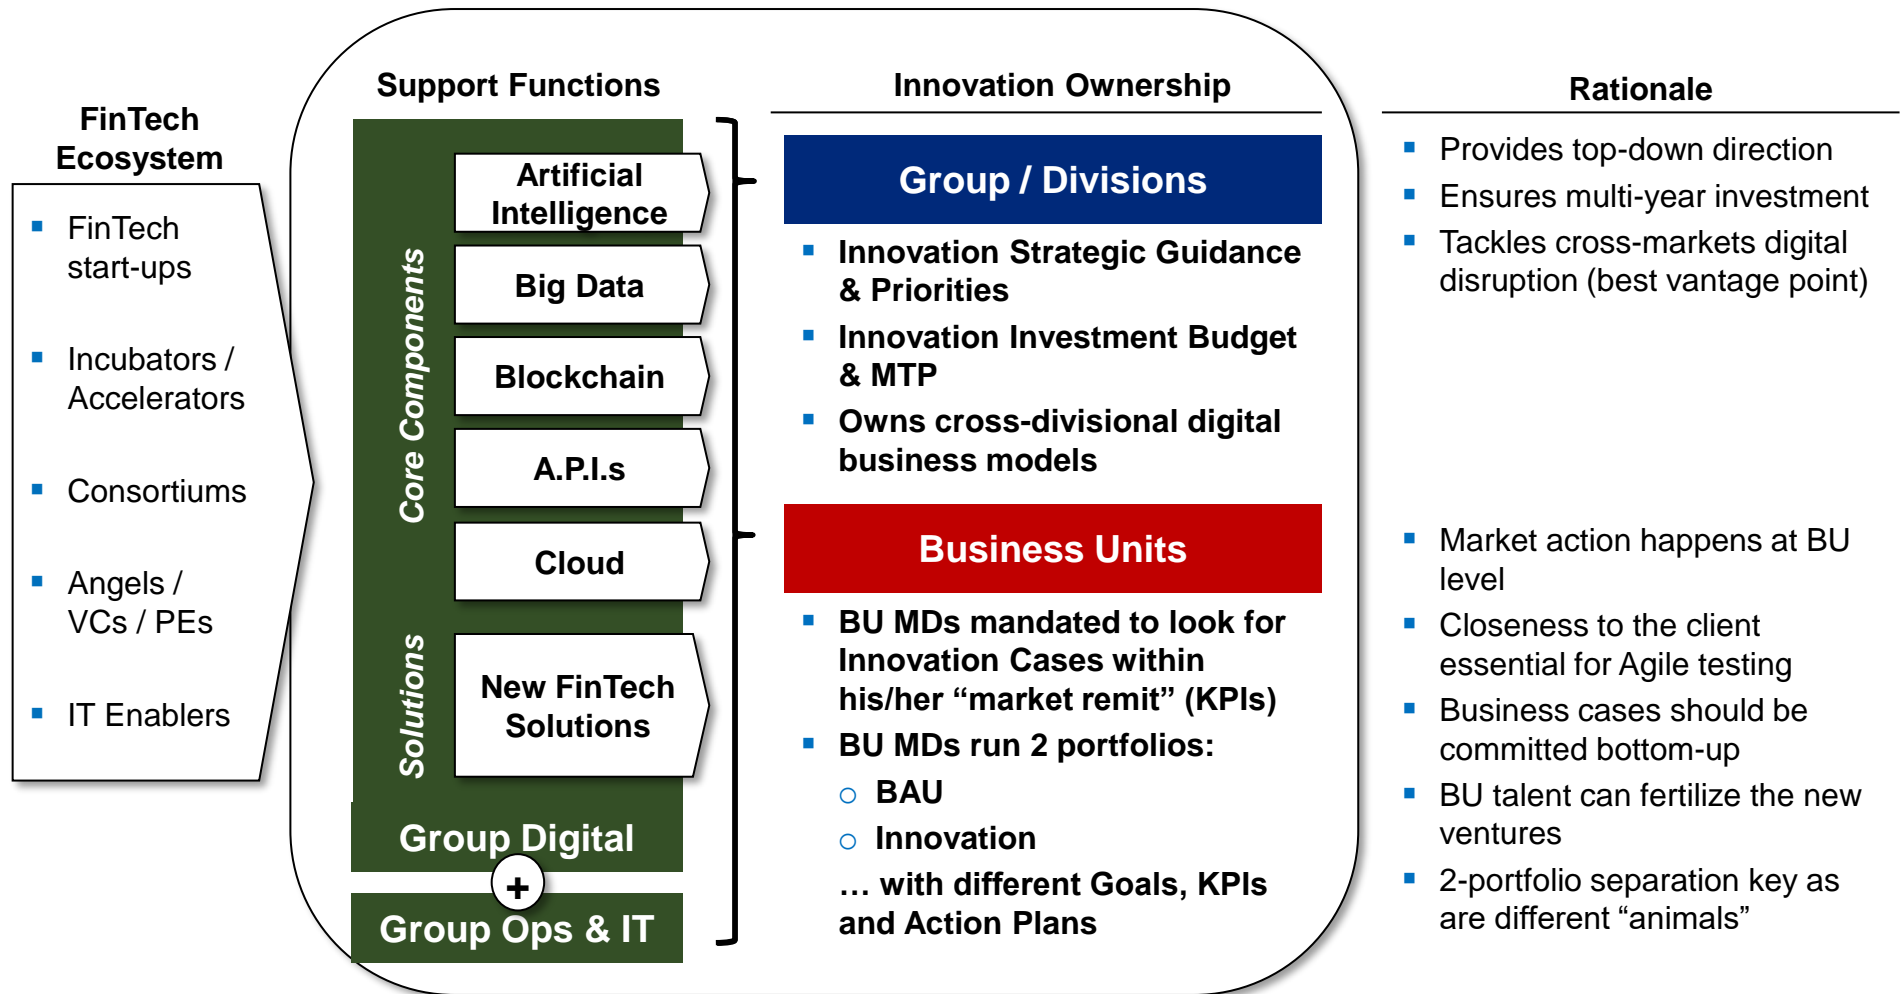 FinTech
Ecosystem
FinTech
start-ups
Incubators /
Accelerators
Consortiums
Angels /
VCs / PEs
IT Enablers
Support Functions
Core Components
Artificial
Intelligence
Big Data
Blockchain
A.P.I.s
Cloud
Solutions
New FinTech
Solutions
Group Digital
+
Group Ops & IT
Innovation Ownership
Group / Divisions
Innovation Strategic Guidance
& Priorities
Innovation Investment Budget
& MTP
Owns cross-divisional digital
business models
Business Units
BU MDs mandated to look for
Innovation Cases within
his/her “market remit” (KPIs)
BU MDs run 2 portfolios:
BAU
Innovation
… with different Goals, KPIs
and Action Plans
Rationale
Provides top-down direction
Ensures multi-year investment
Tackles cross-markets digital
disruption (best vantage point)
Market action happens at BU
level
Closeness to the client
essential for Agile testing
Business cases should be
committed bottom-up
BU talent can fertilize the new
ventures
2-portfolio separation key as
are different “animals”